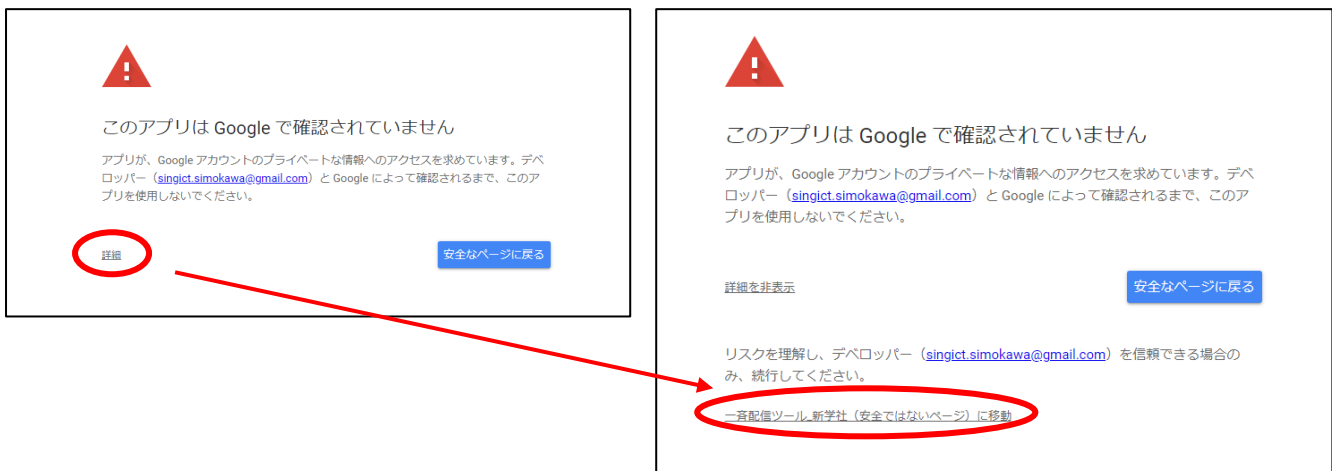 このアプリは Google で確認されていません
アプリが、Google アカウントのプライベートな情報へのアクセスを求めています。デベ
ロッパー（singict.simokawa@gmail.com）と Google によって確認されるまで、このア
プリを使用しないでください。
詳細
安全なページに戻る
このアプリは Google で確認されていません
アプリが、Google アカウントのプライベートな情報へのアクセスを求めています。デベ
ロッパー（singict.simokawa@gmail.com）と Google によって確認されるまで、このア
プリを使用しないでください。
詳細を非表示
安全なページに戻る
リスクを理解し、デベロッパー（singict.simokawa@gmail.com）を信頼できる場合の
み、続行してください。
一斉配信ツール_新学社（安全ではないページ）に移動